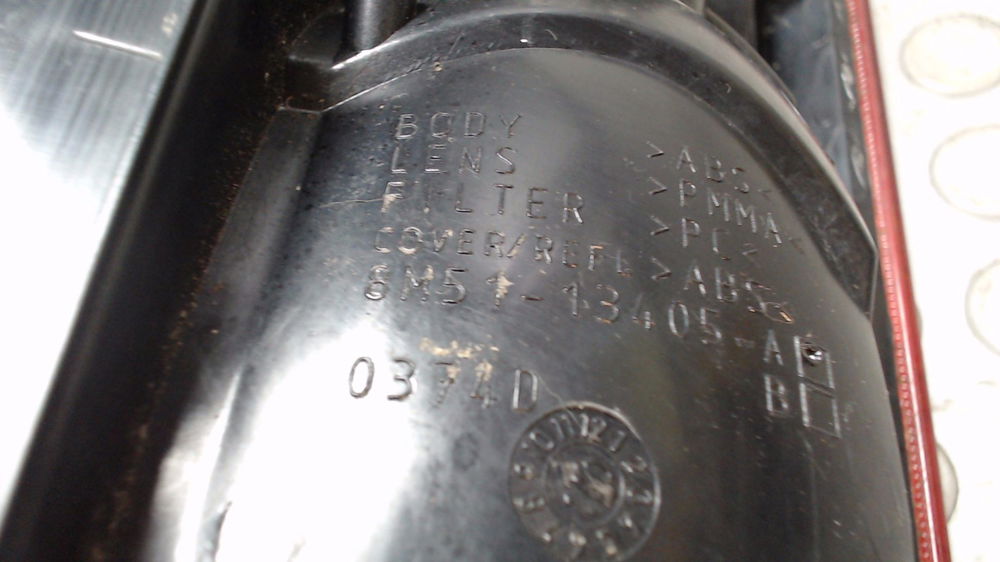 BODY >ABS<
LENS >PMMA<
FILTER >PC<
COVER/REFL >ABS<
6M51-13405-A
B
0374D